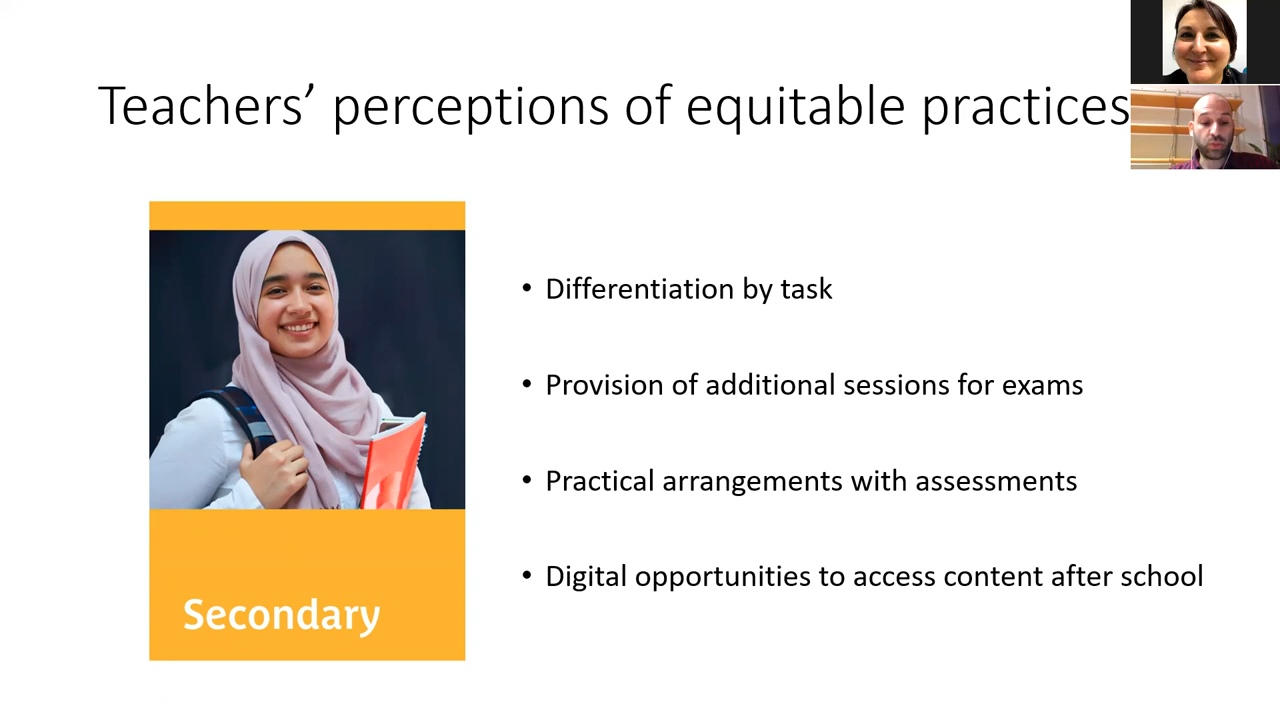 Teachers’ perceptions of equitable practices
• Differentiation by task
• Provision of additional sessions for exams
• Practical arrangements with assessments
• Digital opportunities to access content after school
Secondary